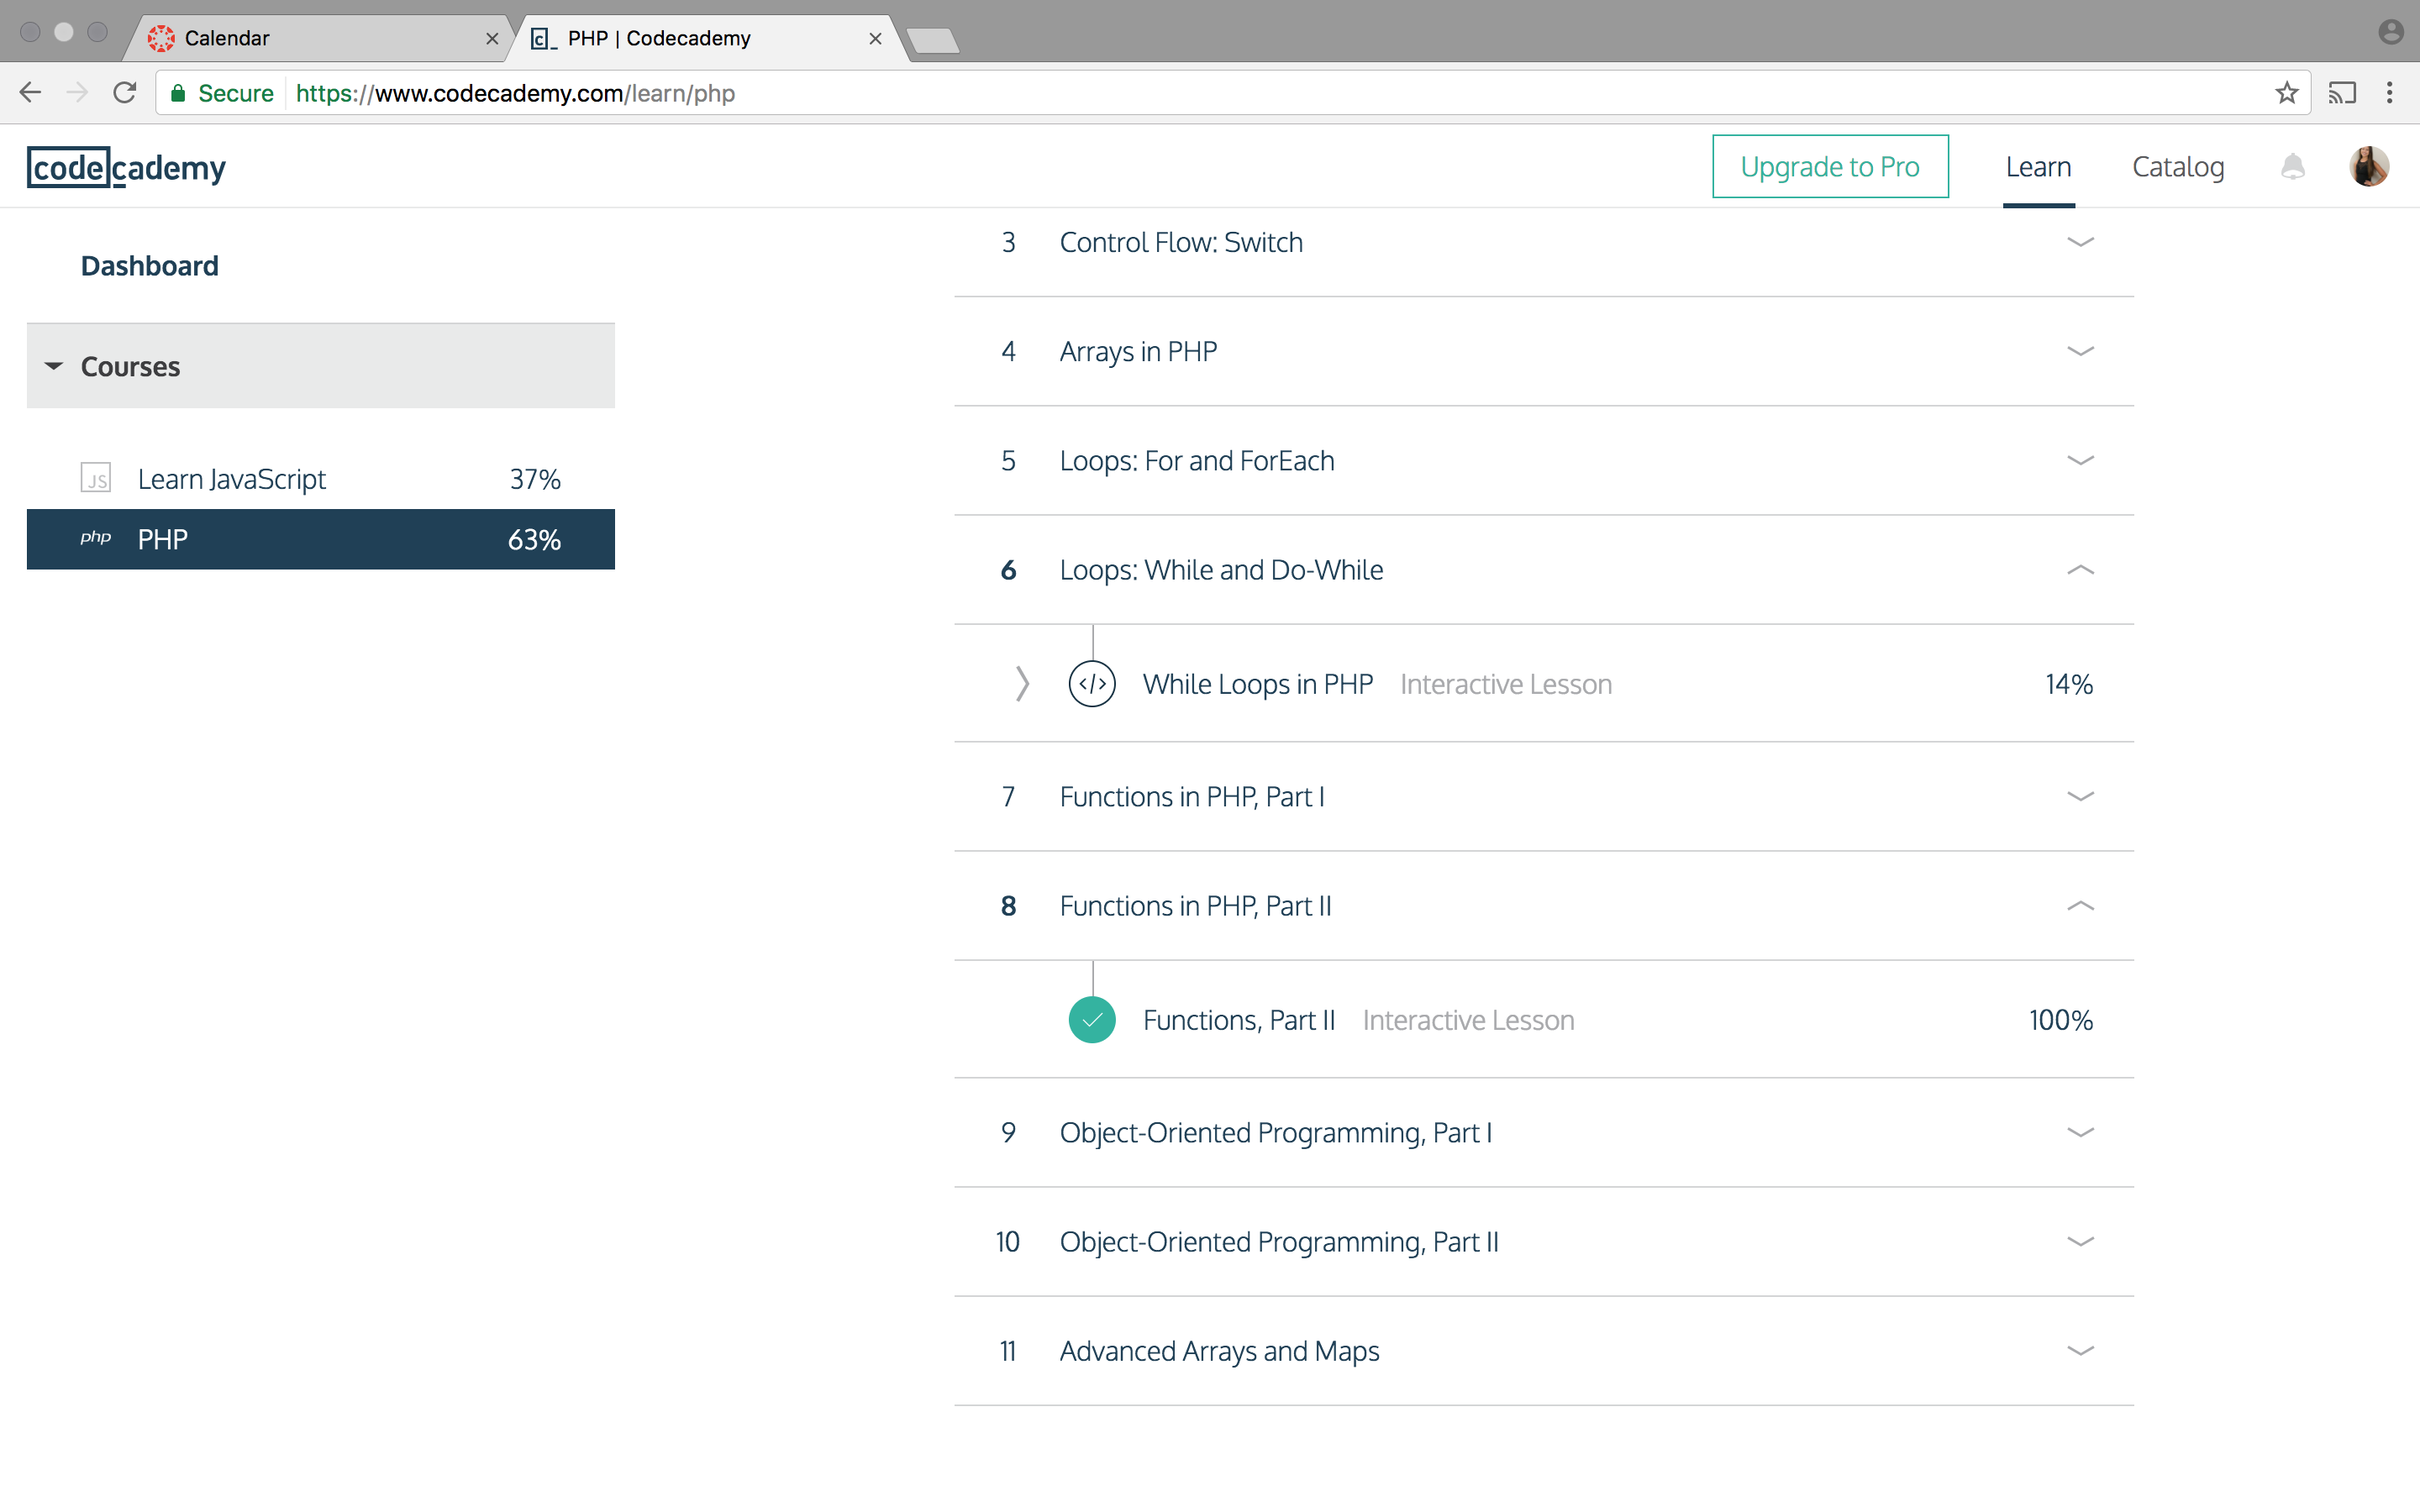 Calendar
PHP | Codecademy
Secure https://www.codecademy.com/learn/php
codecademy
Upgrade to Pro
Learn
Catalog
Dashboard
Courses
JS Learn JavaScript 37%
php PHP 63%
3 Control Flow: Switch
4 Arrays in PHP
5 Loops: For and ForEach
6 Loops: While and Do-While
</> While Loops in PHP Interactive Lesson 14%
7 Functions in PHP, Part I
8 Functions in PHP, Part II
Functions, Part II Interactive Lesson 100%
9 Object-Oriented Programming, Part I
10 Object-Oriented Programming, Part II
11 Advanced Arrays and Maps